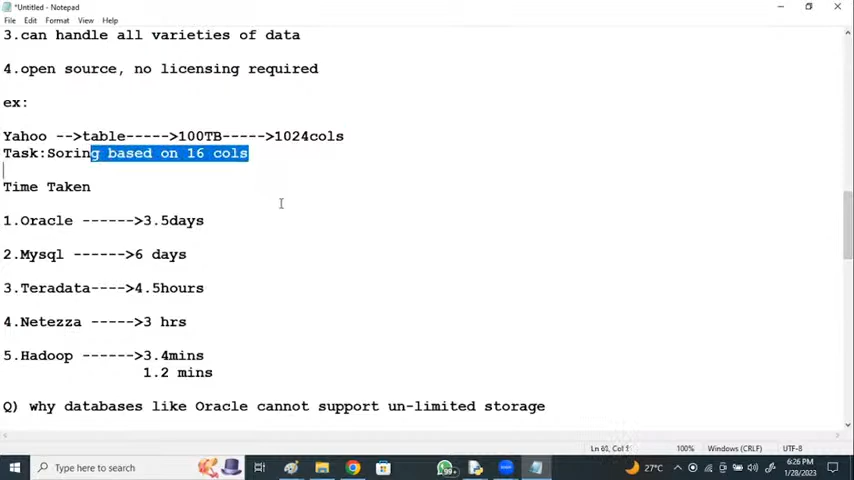 *Untitled - Notepad
File Edit Format View Help
3.can handle all varieties of data
4.open source, no licensing required
ex:
Yahoo -->table----->100TB----->1024cols
Task:Soring based on 16 cols
Time Taken
1.Oracle ------>3.5days
2.Mysql ------>6 days
3.Teradata---->4.5hours
4.Netezza ----->3 hrs
5.Hadoop ------>3.4mins
1.2 mins
Q) why databases like Oracle cannot support un-limited storage
100% Windows (CRLF) UTF-8
Type here to search
99+
27°C
6:26 PM
1/28/2023